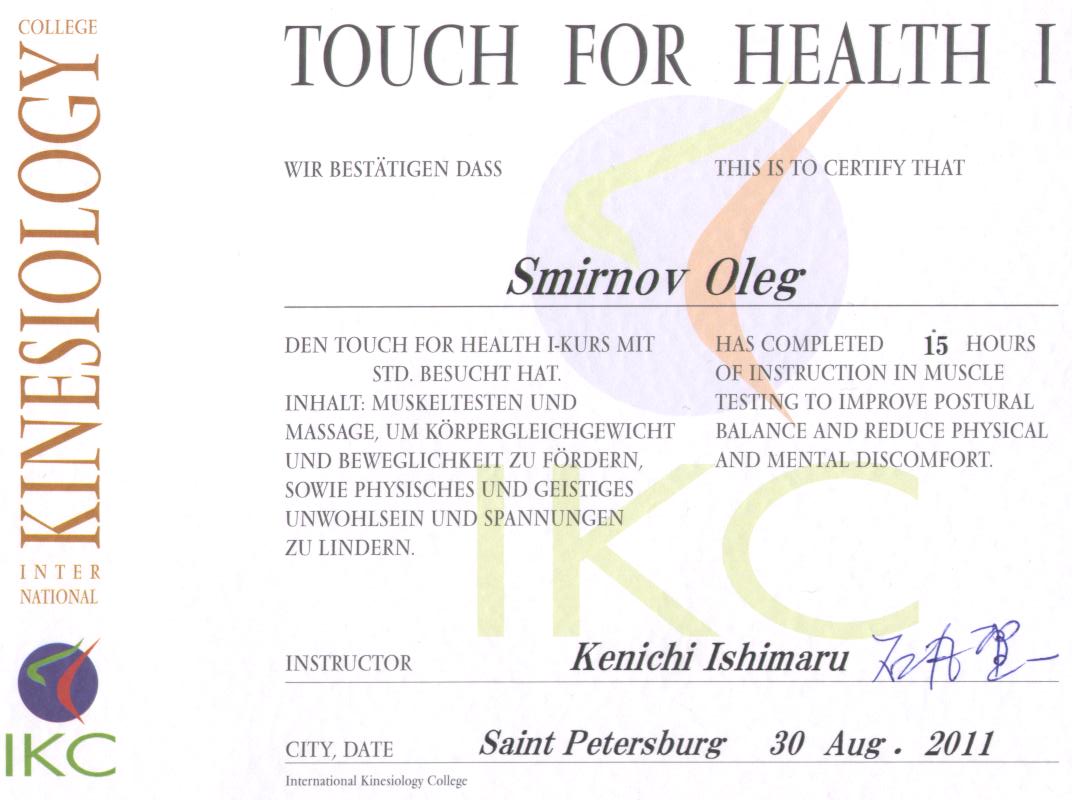 COLLEGE
KINESIOLOGY
INTER
NATIONAL
IKC
TOUCH FOR HEALTH I
WIR BESTÄTIGEN DASS
THIS IS TO CERTIFY THAT
Smirnov Oleg
DEN TOUCH FOR HEALTH I-KURS MIT
STD. BESUCHT HAT.
INHALT: MUSKELTESTEN UND
MASSAGE, UM KÖRPERGLEICHGEWICHT
UND BEWEGLICHKEIT ZU FÖRDERN,
SOWIE PHYSISCHES UND GEISTIGES
UNWOHLSEIN UND SPANNUNGEN
ZU LINDERN.
HAS COMPLETED 15 HOURS
OF INSTRUCTION IN MUSCLE
TESTING TO IMPROVE POSTURAL
BALANCE AND REDUCE PHYSICAL
AND MENTAL DISCOMFORT.
IKC
INSTRUCTOR Kenichi Ishimaru
CITY, DATE Saint Petersburg 30 Aug. 2011
International Kinesiology College